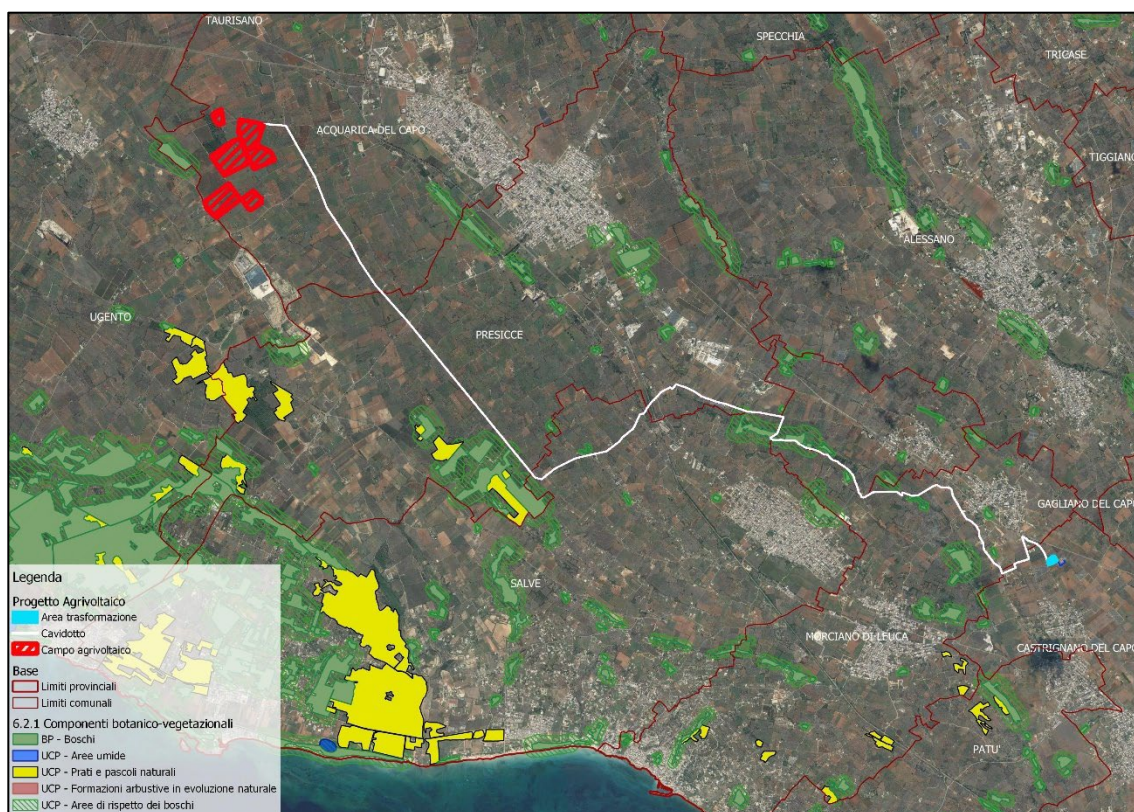 TAURISANO
SPECCHIA
TRICASE
ACQUARICA DEL CAPO
TIGGIANO
ALESSANO
UGENTO
PRESICCE
GAGLIANO DEL CAPO
SALVE
MORCIANO DI LEUCA
CASTRIGNANO DEL CAPO
PATU'
Legenda
Progetto Agrivoltaico
Area trasformazione
Cavidotto
Campo agrivoltaico
Base
Limiti provinciali
Limiti comunali
6.2.1 Componenti botanico-vegetazionali
BP - Boschi
UCP - Aree umide
UCP - Prati e pascoli naturali
UCP - Formazioni arbustive in evoluzione naturale
UCP - Aree di rispetto dei boschi